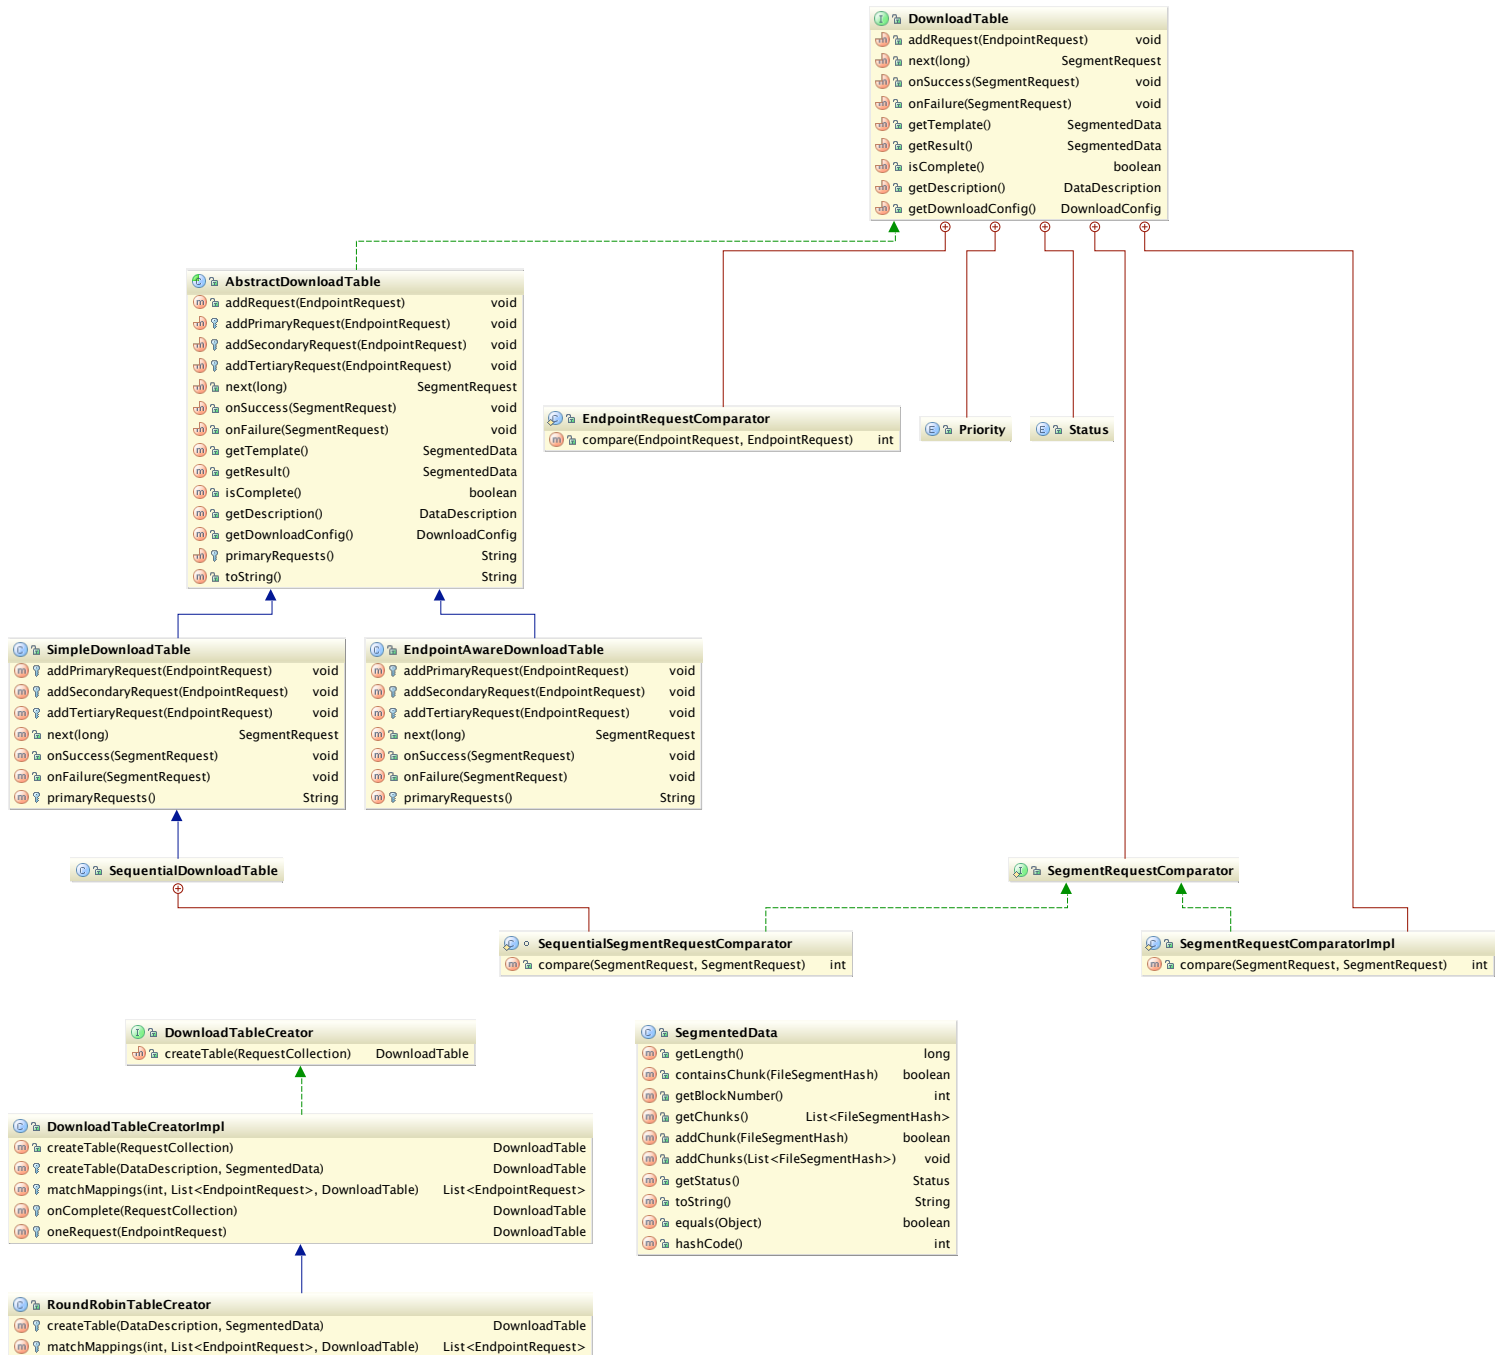 DownloadTable
addRequest(EndpointRequest) void
next(long) SegmentRequest
onSuccess(SegmentRequest) void
onFailure(SegmentRequest) void
getTemplate() SegmentedData
getResult() SegmentedData
isComplete() boolean
getDescription() DataDescription
getDownloadConfig() DownloadConfig
AbstractDownloadTable
addRequest(EndpointRequest) void
addPrimaryRequest(EndpointRequest) void
addSecondaryRequest(EndpointRequest) void
addTertiaryRequest(EndpointRequest) void
next(long) SegmentRequest
onSuccess(SegmentRequest) void
onFailure(SegmentRequest) void
getTemplate() SegmentedData
getResult() SegmentedData
isComplete() boolean
getDescription() DataDescription
getDownloadConfig() DownloadConfig
primaryRequests() String
toString() String
EndpointRequestComparator
compare(EndpointRequest, EndpointRequest) int
Priority
Status
SimpleDownloadTable
addPrimaryRequest(EndpointRequest) void
addSecondaryRequest(EndpointRequest) void
addTertiaryRequest(EndpointRequest) void
next(long) SegmentRequest
onSuccess(SegmentRequest) void
onFailure(SegmentRequest) void
primaryRequests() String
EndpointAwareDownloadTable
addPrimaryRequest(EndpointRequest) void
addSecondaryRequest(EndpointRequest) void
addTertiaryRequest(EndpointRequest) void
next(long) SegmentRequest
onSuccess(SegmentRequest) void
onFailure(SegmentRequest) void
primaryRequests() String
SequentialDownloadTable
SegmentRequestComparator
SequentialSegmentRequestComparator
compare(SegmentRequest, SegmentRequest) int
SegmentRequestComparatorImpl
compare(SegmentRequest, SegmentRequest) int
DownloadTableCreator
createTable(RequestCollection) DownloadTable
DownloadTableCreatorImpl
createTable(RequestCollection) DownloadTable
createTable(DataDescription, SegmentedData) DownloadTable
matchMappings(int, List<EndpointRequest>, DownloadTable) List<EndpointRequest>
onComplete(RequestCollection) DownloadTable
oneRequest(EndpointRequest) DownloadTable
RoundRobinTableCreator
createTable(DataDescription, SegmentedData) DownloadTable
matchMappings(int, List<EndpointRequest>, DownloadTable) List<EndpointRequest>
SegmentedData
getLength() long
containsChunk(FileSegmentHash) boolean
getBlockNumber() int
getChunks() List<FileSegmentHash>
addChunk(FileSegmentHash) boolean
addChunks(List<FileSegmentHash>) void
getStatus() Status
toString() String
equals(Object) boolean
hashCode() int